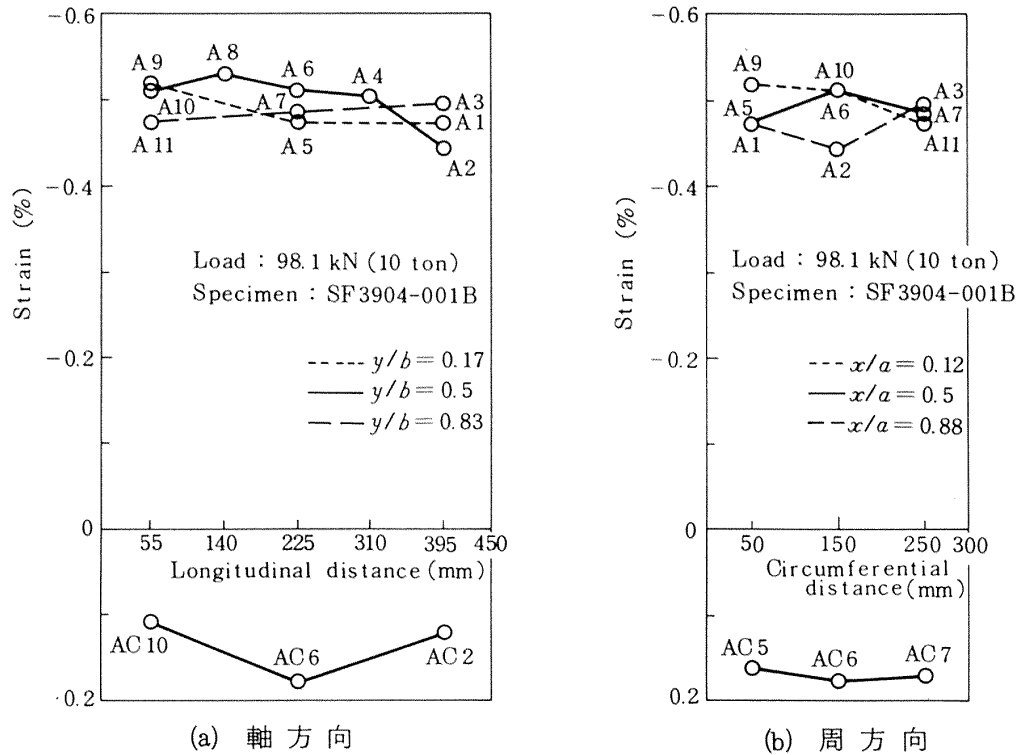 -0.6
A9
A8
A6
A4
A10
A7
A3
A1
A11
A5
A2
-0.4
Strain (%)
Load : 98.1 kN (10 ton)
Specimen : SF3904-001B
-0.2
y/b = 0.17
y/b = 0.5
y/b = 0.83
0
55 140 225 310 395 450
Longitudinal distance (mm)
AC10
AC6
AC2
0.2
(a) 軸方向
-0.6
A9
A10
A3
A5
A6
A7
A1
A2
A11
-0.4
Strain (%)
Load : 98.1 kN (10 ton)
Specimen : SF3904-001B
-0.2
x/a = 0.12
x/a = 0.5
x/a = 0.88
0
50 150 250 300
Circumferential
distance (mm)
AC5
AC6
AC7
0.2
(b) 周方向